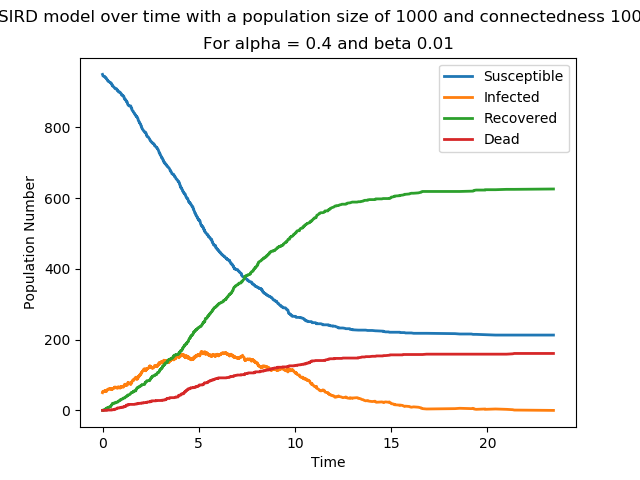 SIRD model over time with a population size of 1000 and connectedness 100
For alpha = 0.4 and beta 0.01
Susceptible
Infected
Recovered
Dead
Population Number
800
600
400
200
0
0 5 10 15 20
Time